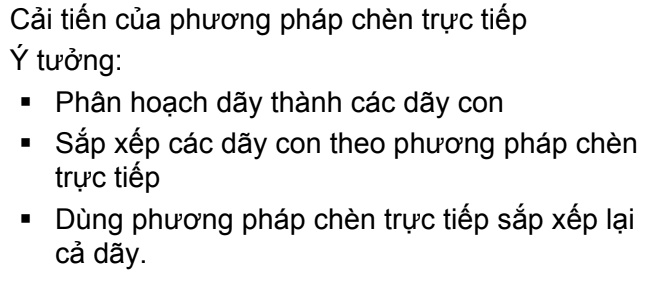 Cải tiến của phương pháp chèn trực tiếp
Ý tưởng:
▪ Phân hoạch dãy thành các dãy con
▪ Sắp xếp các dãy con theo phương pháp chèn
trực tiếp
▪ Dùng phương pháp chèn trực tiếp sắp xếp lại
cả dãy.